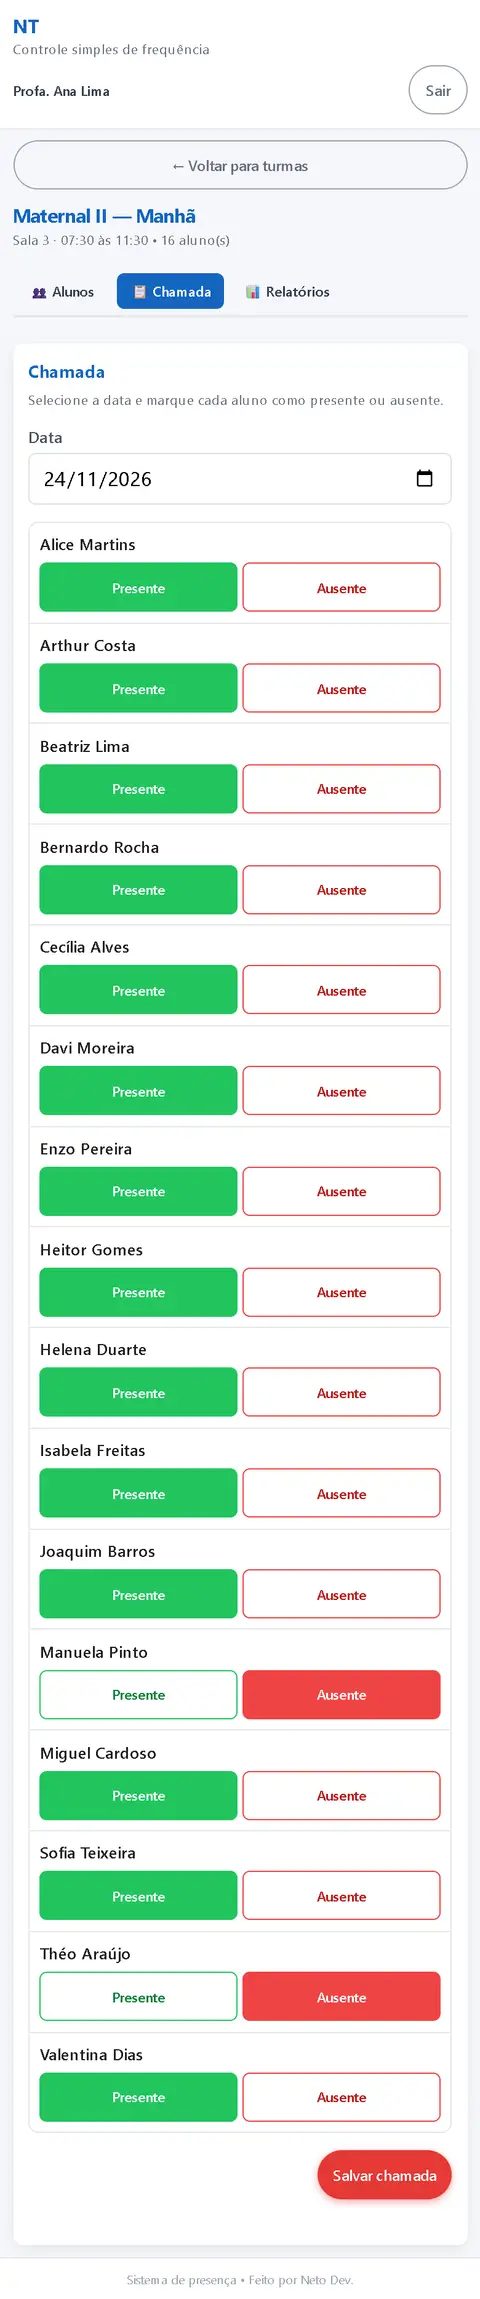 NT
Controle simples de frequência
Profa. Ana Lima
Sair
← Voltar para turmas
Maternal II — Manhã
Sala 3 · 07:30 às 11:30 • 16 aluno(s)
Alunos
Chamada
Relatórios
Chamada
Selecione a data e marque cada aluno como presente ou ausente.
Data
24/11/2026
Alice Martins
Presente
Ausente
Arthur Costa
Presente
Ausente
Beatriz Lima
Presente
Ausente
Bernardo Rocha
Presente
Ausente
Cecília Alves
Presente
Ausente
Davi Moreira
Presente
Ausente
Enzo Pereira
Presente
Ausente
Heitor Gomes
Presente
Ausente
Helena Duarte
Presente
Ausente
Isabela Freitas
Presente
Ausente
Joaquim Barros
Presente
Ausente
Manuela Pinto
Presente
Ausente
Miguel Cardoso
Presente
Ausente
Sofia Teixeira
Presente
Ausente
Théo Araújo
Presente
Ausente
Valentina Dias
Presente
Ausente
Salvar chamada
Sistema de presença • Feito por Neto Dev.